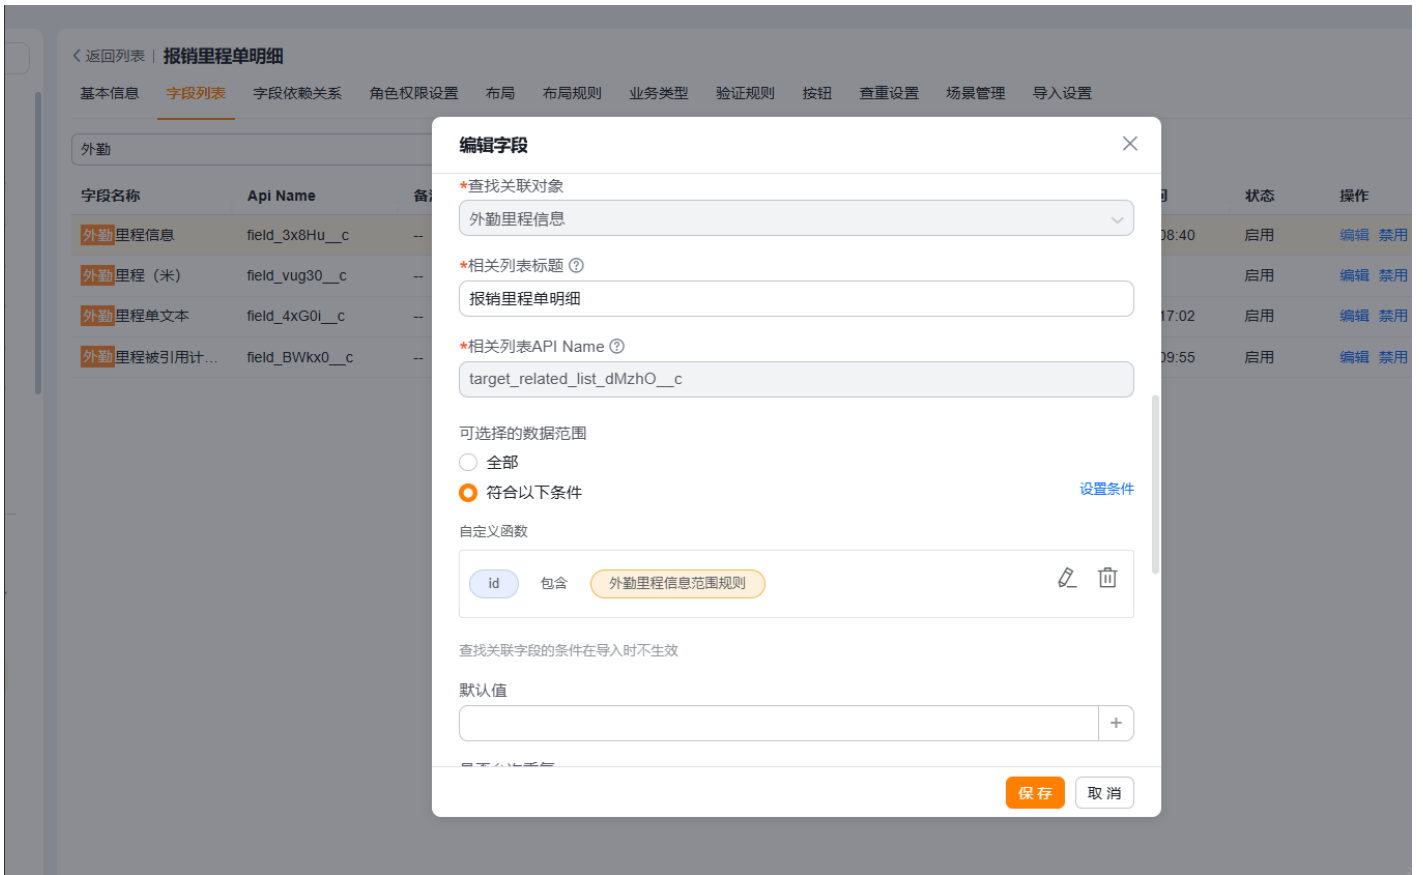 返回列表 | 报销里程单明细
基本信息 字段列表 字段依赖关系 角色权限设置 布局 布局规则 业务类型 验证规则 按钮 查重设置 场景管理 导入设置
外勤
字段名称 Api Name 状态 操作
外勤里程信息 field_3x8Hu__c -- 08:40 启用 编辑 禁用
外勤里程（米） field_vug30__c -- 启用 编辑 禁用
外勤里程单文本 field_4xG0i__c -- 17:02 启用 编辑 禁用
外勤里程被引用计... field_BWkx0__c -- 09:55 启用 编辑 禁用
编辑字段
*查找关联对象
外勤里程信息
*相关列表标题
报销里程单明细
*相关列表API Name
target_related_list_dMzhO__c
可选择的数据范围
全部
符合以下条件 设置条件
自定义函数
id 包含 外勤里程信息范围规则
查找关联字段的条件在导入时不生效
默认值
+
保存 取消